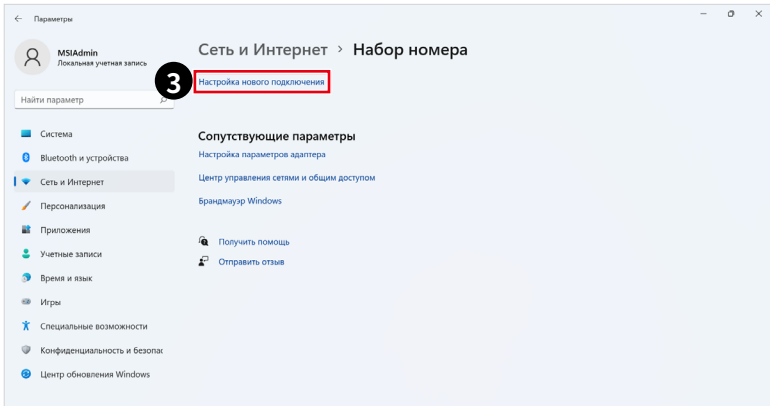 Параметры
MSIAdmin
Локальная учетная запись
Найти параметр
Система
Bluetooth и устройства
Сеть и Интернет
Персонализация
Приложения
Учетные записи
Время и язык
Игры
Специальные возможности
Конфиденциальность и безопас
Центр обновления Windows
Сеть и Интернет > Набор номера
3
Настройка нового подключения
Сопутствующие параметры
Настройка параметров адаптера
Центр управления сетями и общим доступом
Брандмауэр Windows
Получить помощь
Отправить отзыв